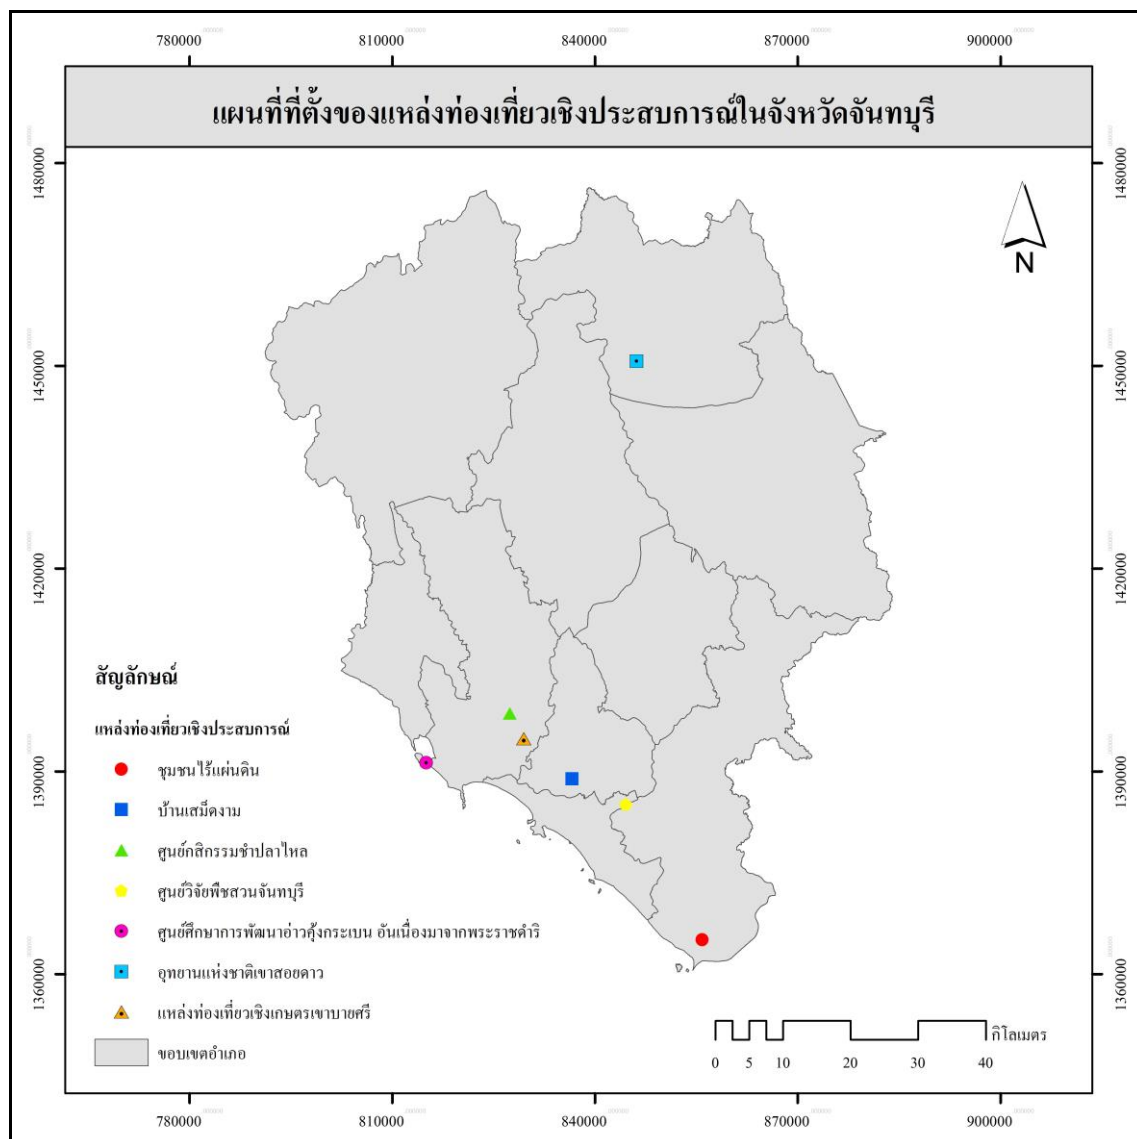 780000 810000 840000 870000 900000
แผนที่ที่ตั้งของแหล่งท่องเที่ยวเชิงประสบการณ์ในจังหวัดจันทบุรี
1480000 1480000
N
1450000 1450000
1420000 1420000
สัญลักษณ์
แหล่งท่องเที่ยวเชิงประสบการณ์
ชุมชนไร้แผ่นดิน
1390000 1390000
บ้านเสม็ดงาม
ศูนย์กสิกรรมชำปลาไหล
ศูนย์วิจัยพืชสวนจันทบุรี
ศูนย์ศึกษาการพัฒนาอ่าวคุ้งกระเบน อันเนื่องมาจากพระราชดำริ
อุทยานแห่งชาติเขาสอยดาว
1360000 1360000
แหล่งท่องเที่ยวเชิงเกษตรเขาบายศรี
ขอบเขตอำเภอ
กิโลเมตร
0 5 10 20 30 40
780000 810000 840000 870000 900000